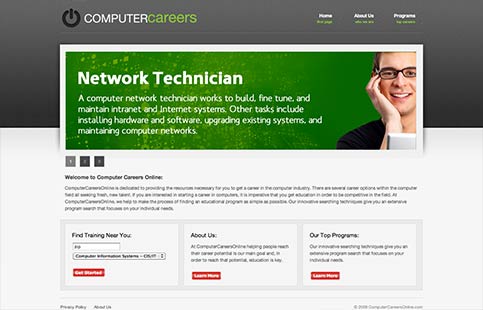 COMPUTERcareers
Home
first page
About Us
who we are
Programs
top careers
Network Technician
A computer network technician works to build, fine tune, and
maintain intranet and Internet systems. Other tasks include
installing hardware and software, upgrading existing systems, and
maintaining computer networks.
1 2 3
Welcome to Computer Careers Online:
ComputerCareersOnline is dedicated to providing the resources necessary for you to get a career in the computer industry. There are several career options within the computer
field all seeking fresh, new talent. If you are interested in starting a career in computers, it is imperative that you get education in order to be competitive in the field. At
ComputerCareersOnline, we help to make the process of finding an educational program as simple as possible. Our innovative searching techniques give you an extensive
program search that focuses on your individual needs.
Find Training Near You:
zip
Computer Information Systems - CIS/IT
Get Started
About Us:
At ComputerCareersOnline helping people reach
their career potential is our main goal and, in
order to reach that potential, education is key.
Learn More
Our Top Programs:
Our innovative searching techniques give you an
extensive program search that focuses on your
individual needs.
Learn More
Privacy Policy About Us
© 2009 ComputerCareersOnline.com